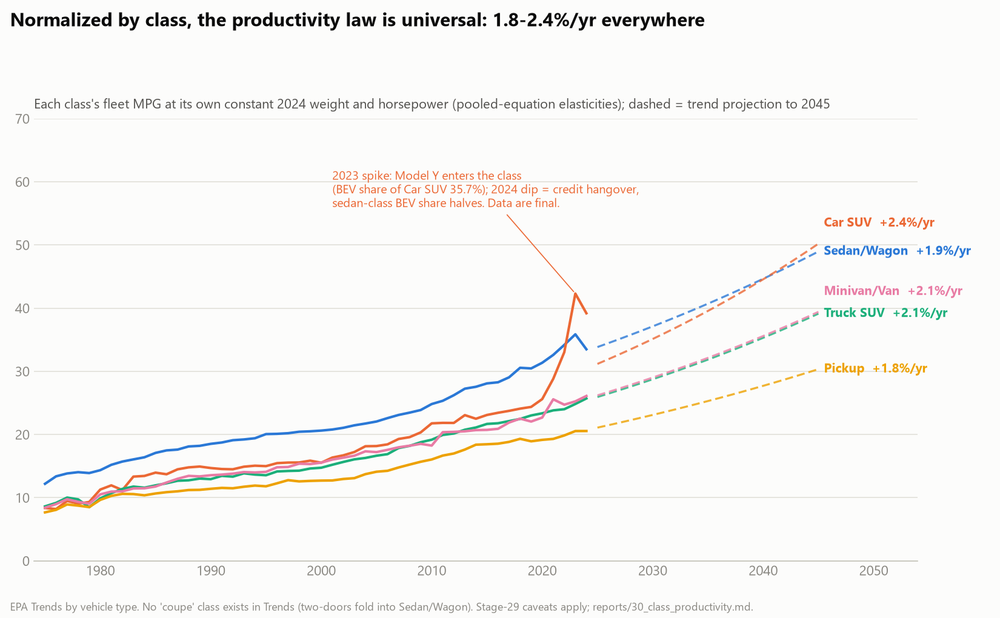 Normalized by class, the productivity law is universal: 1.8-2.4%/yr everywhere
Each class's fleet MPG at its own constant 2024 weight and horsepower (pooled-equation elasticities); dashed = trend projection to 2045
70
60
50
40
30
20
10
0
2023 spike: Model Y enters the class
(BEV share of Car SUV 35.7%); 2024 dip = credit hangover,
sedan-class BEV share halves. Data are final.
Car SUV +2.4%/yr
Sedan/Wagon +1.9%/yr
Minivan/Van +2.1%/yr
Truck SUV +2.1%/yr
Pickup +1.8%/yr
1980 1990 2000 2010 2020 2030 2040 2050
EPA Trends by vehicle type. No 'coupe' class exists in Trends (two-doors fold into Sedan/Wagon). Stage-29 caveats apply; reports/30_class_productivity.md.